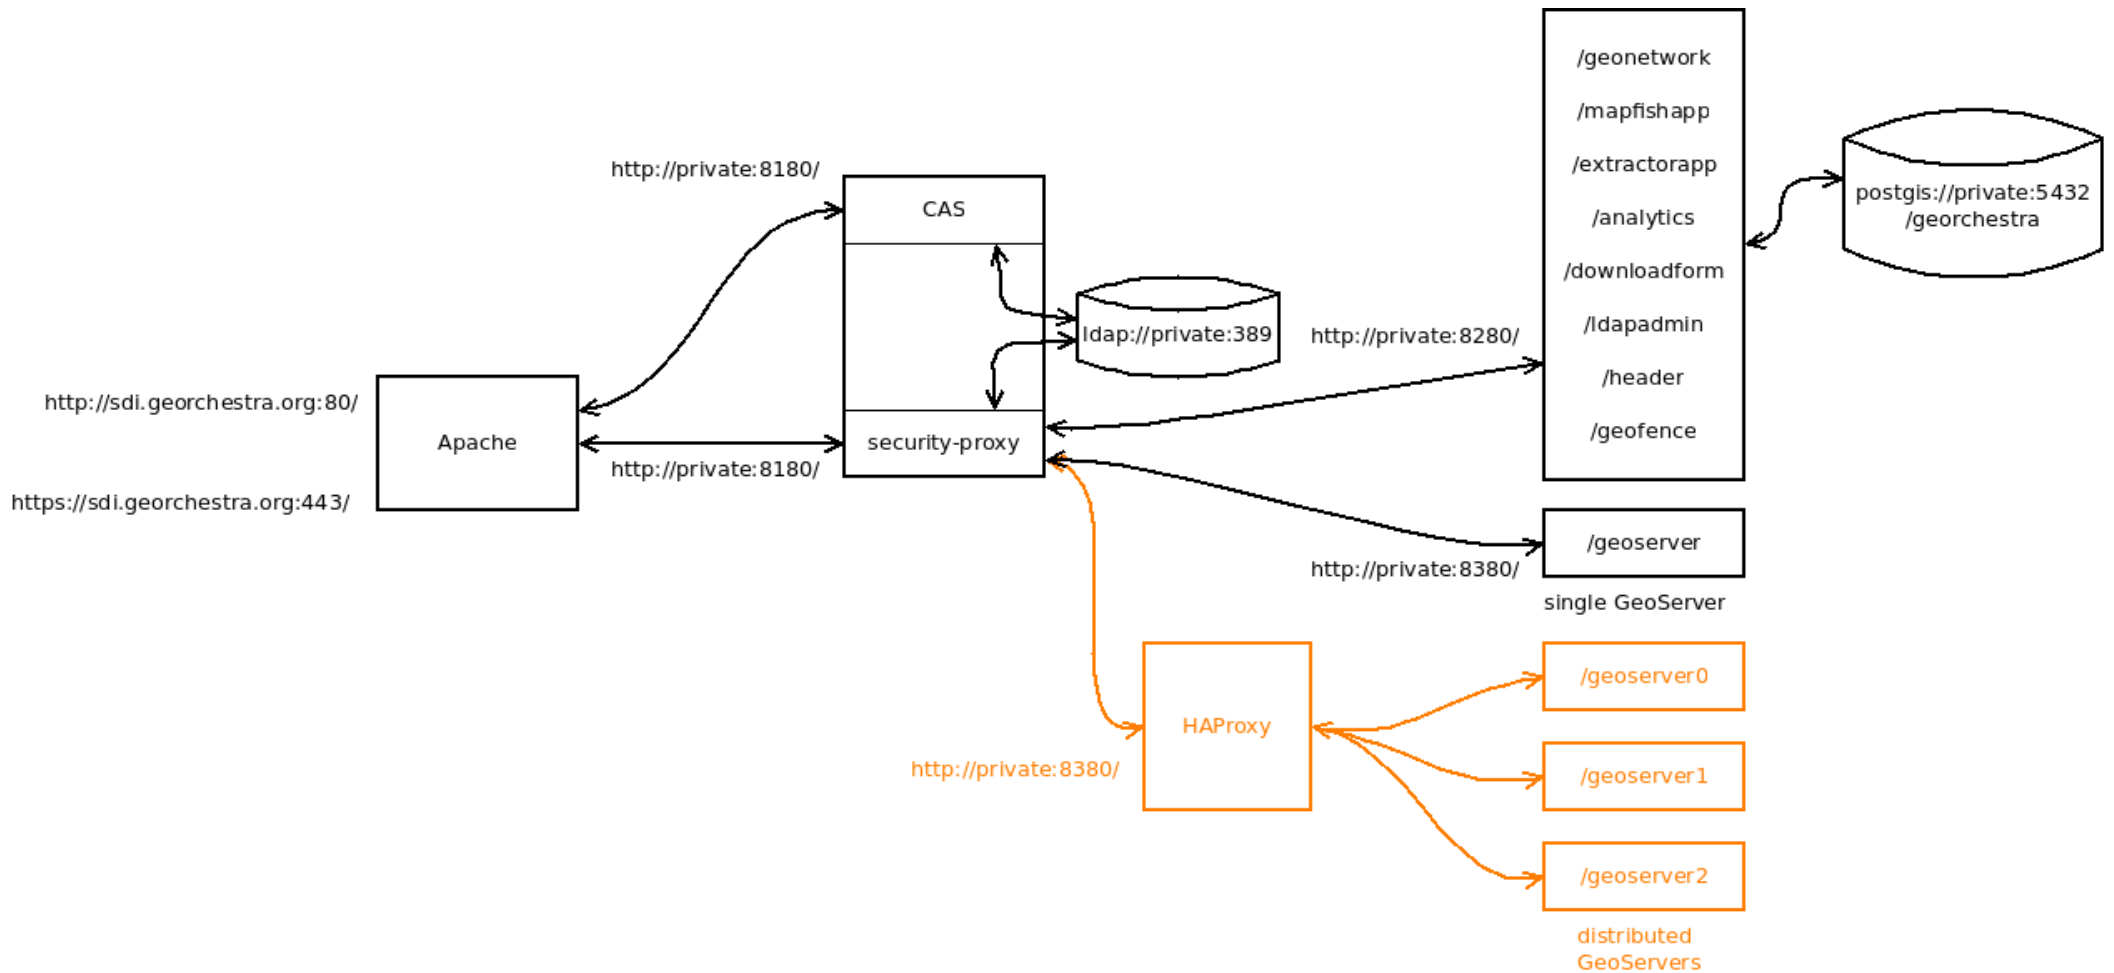 http://sdi.georchestra.org:80/
https://sdi.georchestra.org:443/
Apache
http://private:8180/
http://private:8180/
CAS
security-proxy
ldap://private:389
http://private:8280/
http://private:8380/
/geonetwork
/mapfishapp
/extractorapp
/analytics
/downloadform
/ldapadmin
/header
/geofence
postgis://private:5432
/georchestra
/geoserver
single GeoServer
http://private:8380/
HAProxy
/geoserver0
/geoserver1
/geoserver2
distributed
GeoServers